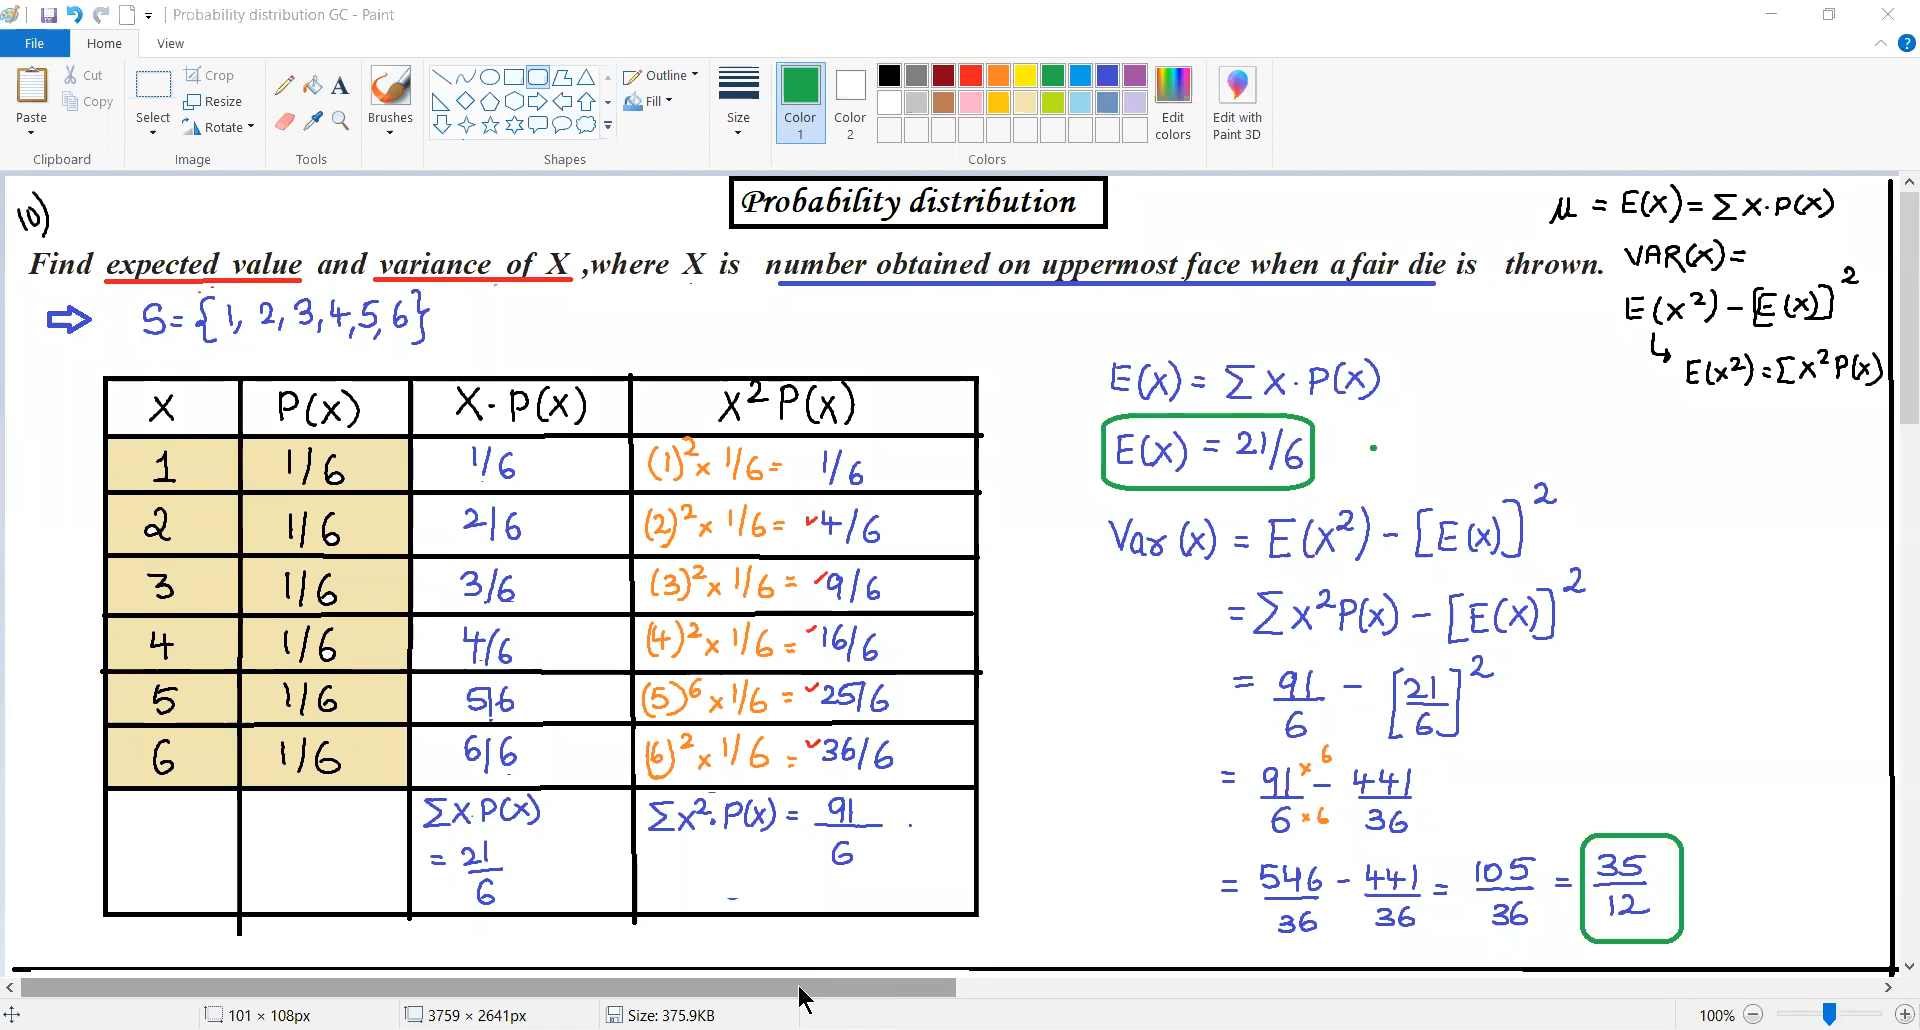 Probability distribution GC - Paint
File Home View
Paste
Cut
Copy
Clipboard
Select
Crop
Resize
Rotate
Image
A
Tools
Brushes
Shapes
Outline
Fill
Size
Color 1
Color 2
Edit colors
Edit with Paint 3D
Colors
10)
Probability distribution
Find expected value and variance of X ,where X is number obtained on uppermost face when a fair die is thrown.
μ = E(X) = ∑ X·P(X)
VAR(X) =
E(X²) - [E(X)]²
↳ E(X²) = ∑X²P(X)
⇒ S = {1, 2, 3, 4, 5, 6}
X P(X) X·P(X) X²P(X)
1 1/6 1/6 (1)² x 1/6 = 1/6
2 1/6 2/6 (2)² x 1/6 = 4/6
3 1/6 3/6 (3)² x 1/6 = 9/6
4 1/6 4/6 (4)² x 1/6 = 16/6
5 1/6 5/6 (5)⁶ x 1/6 = 25/6
6 1/6 6/6 (6)² x 1/6 = 36/6
∑X·P(X) = 21/6
∑X²·P(X) = 91/6
E(X) = ∑ X·P(X)
E(X) = 21/6
Var(X) = E(X²) - [E(X)]²
= ∑X²P(X) - [E(X)]²
= 91/6 - [21/6]²
= 91/6 x 6/x 6 - 441/36
= 546/36 - 441/36 = 105/36 = 35/12
101 × 108px
3759 × 2641px
Size: 375.9KB
100%